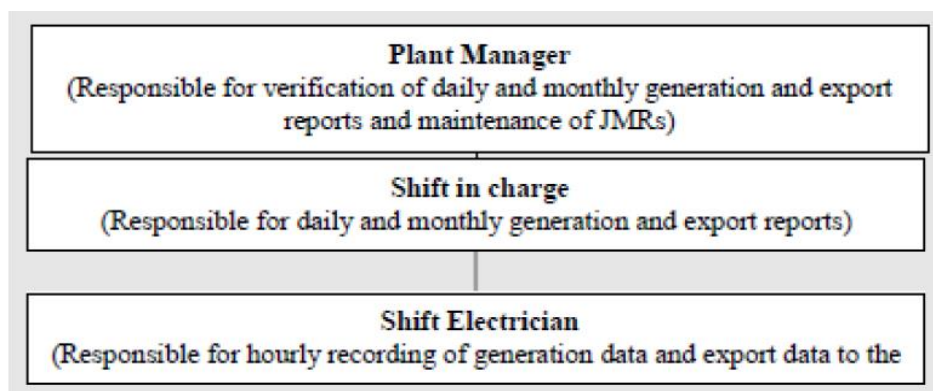 Plant Manager
(Responsible for verification of daily and monthly generation and export
reports and maintenance of JMRs)
Shift in charge
(Responsible for daily and monthly generation and export reports)
Shift Electrician
(Responsible for hourly recording of generation data and export data to the